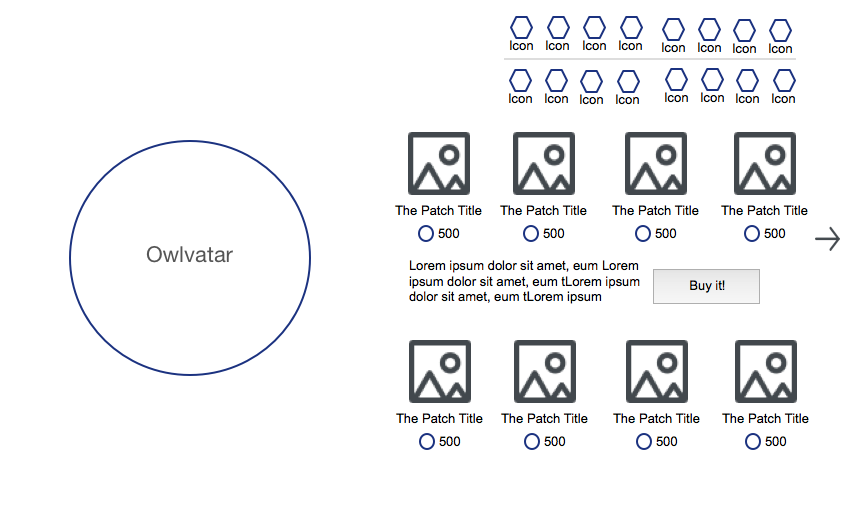 Icon Icon Icon Icon Icon Icon Icon Icon
Icon Icon Icon Icon Icon Icon Icon Icon
Owlvatar
The Patch Title The Patch Title The Patch Title The Patch Title
500 500 500 500
Lorem ipsum dolor sit amet, eum Lorem
ipsum dolor sit amet, eum tLorem ipsum
dolor sit amet, eum tLorem ipsum
Buy it!
The Patch Title The Patch Title The Patch Title The Patch Title
500 500 500 500